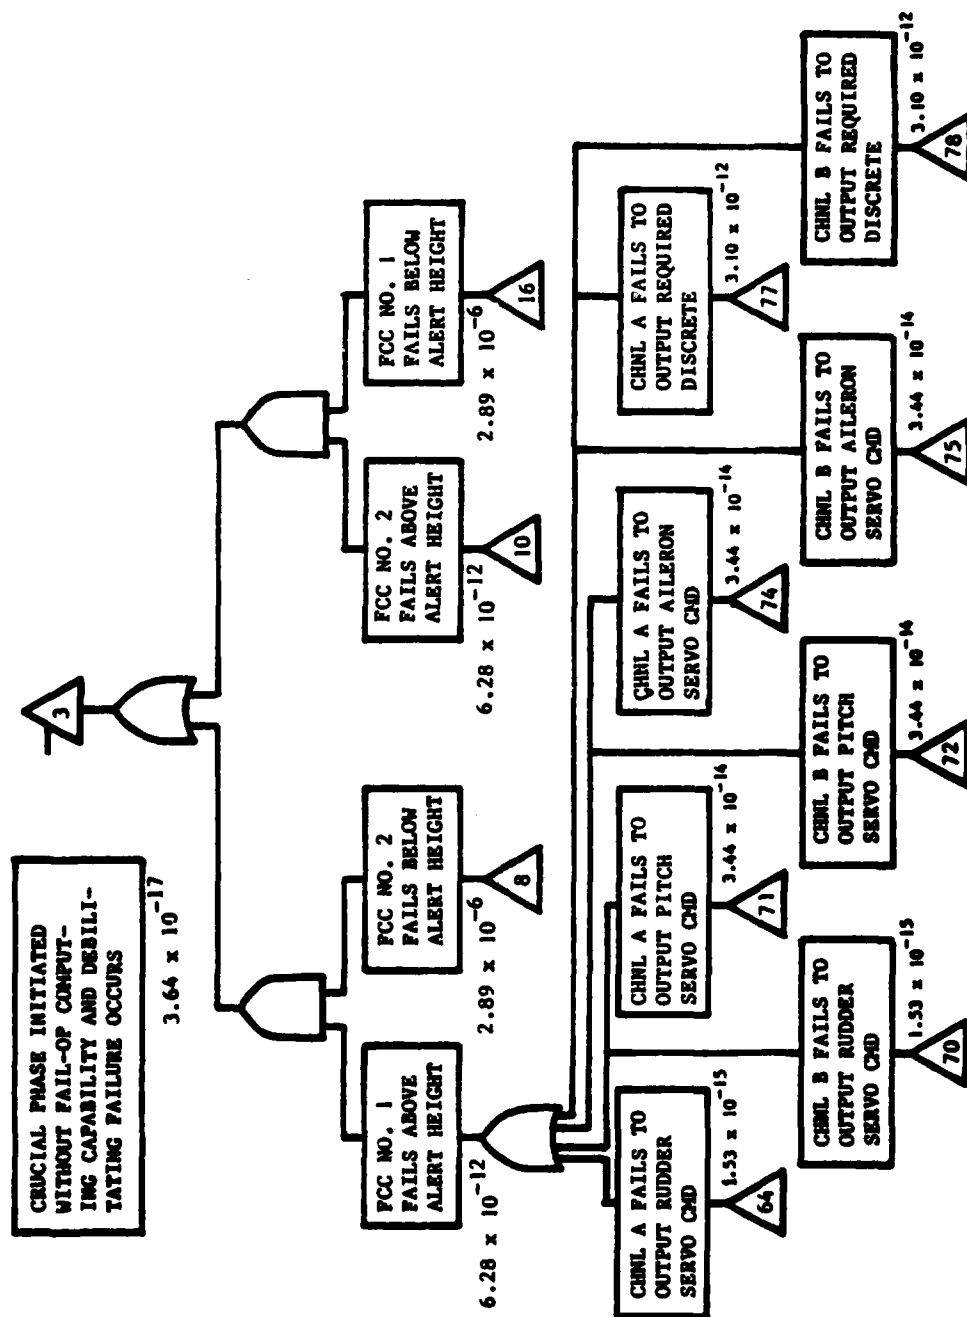 CRUCIAL PHASE INITIATED
WITHOUT FAIL-OP COMPUT-
ING CAPABILITY AND DEBILI-
TATING FAILURE OCCURS
3.64 x 10⁻¹⁷
3
FCC NO. 1
FAILS ABOVE
ALERT HEIGHT
6.28 x 10⁻¹²
FCC NO. 2
FAILS BELOW
ALERT HEIGHT
2.89 x 10⁻⁶
8
FCC NO. 2
FAILS ABOVE
ALERT HEIGHT
6.28 x 10⁻¹²
10
FCC NO. 1
FAILS BELOW
ALERT HEIGHT
2.89 x 10⁻⁶
16
CHNL A FAILS TO
OUTPUT RUDDER
SERVO CMD
1.53 x 10⁻¹⁵
64
CHNL A FAILS TO
OUTPUT PITCH
SERVO CMD
3.44 x 10⁻¹⁴
71
CHNL A FAILS TO
OUTPUT AILERON
SERVO CMD
3.44 x 10⁻¹⁴
74
CHNL A FAILS TO
OUTPUT REQUIRED
DISCRETE
3.10 x 10⁻¹²
77
CHNL B FAILS TO
OUTPUT RUDDER
SERVO CMD
1.53 x 10⁻¹⁵
70
CHNL B FAILS TO
OUTPUT PITCH
SERVO CMD
3.44 x 10⁻¹⁴
72
CHNL B FAILS TO
OUTPUT AILERON
SERVO CMD
3.44 x 10⁻¹⁴
75
CHNL B FAILS TO
OUTPUT REQUIRED
DISCRETE
3.10 x 10⁻¹²
78